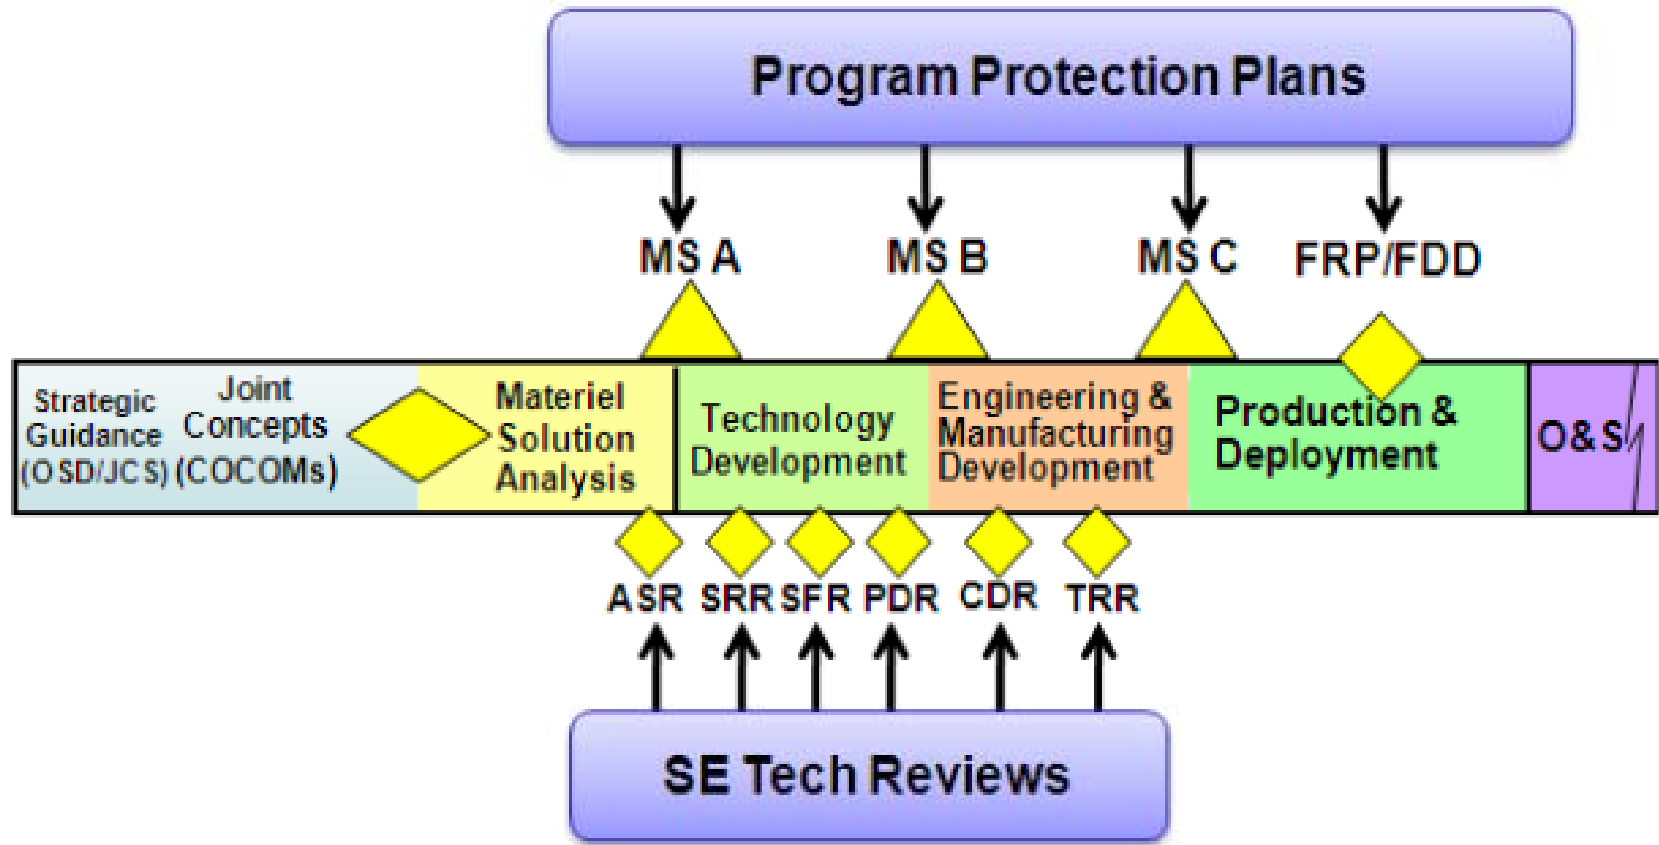 Program Protection Plans
MS A
MS B
MS C
FRP/FDD
Strategic
Guidance
(OSD/JCS)
Joint
Concepts
(COCOMs)
Materiel
Solution
Analysis
Technology
Development
Engineering &
Manufacturing
Development
Production &
Deployment
O&S
ASR
SRR
SFR
PDR
CDR
TRR
SE Tech Reviews